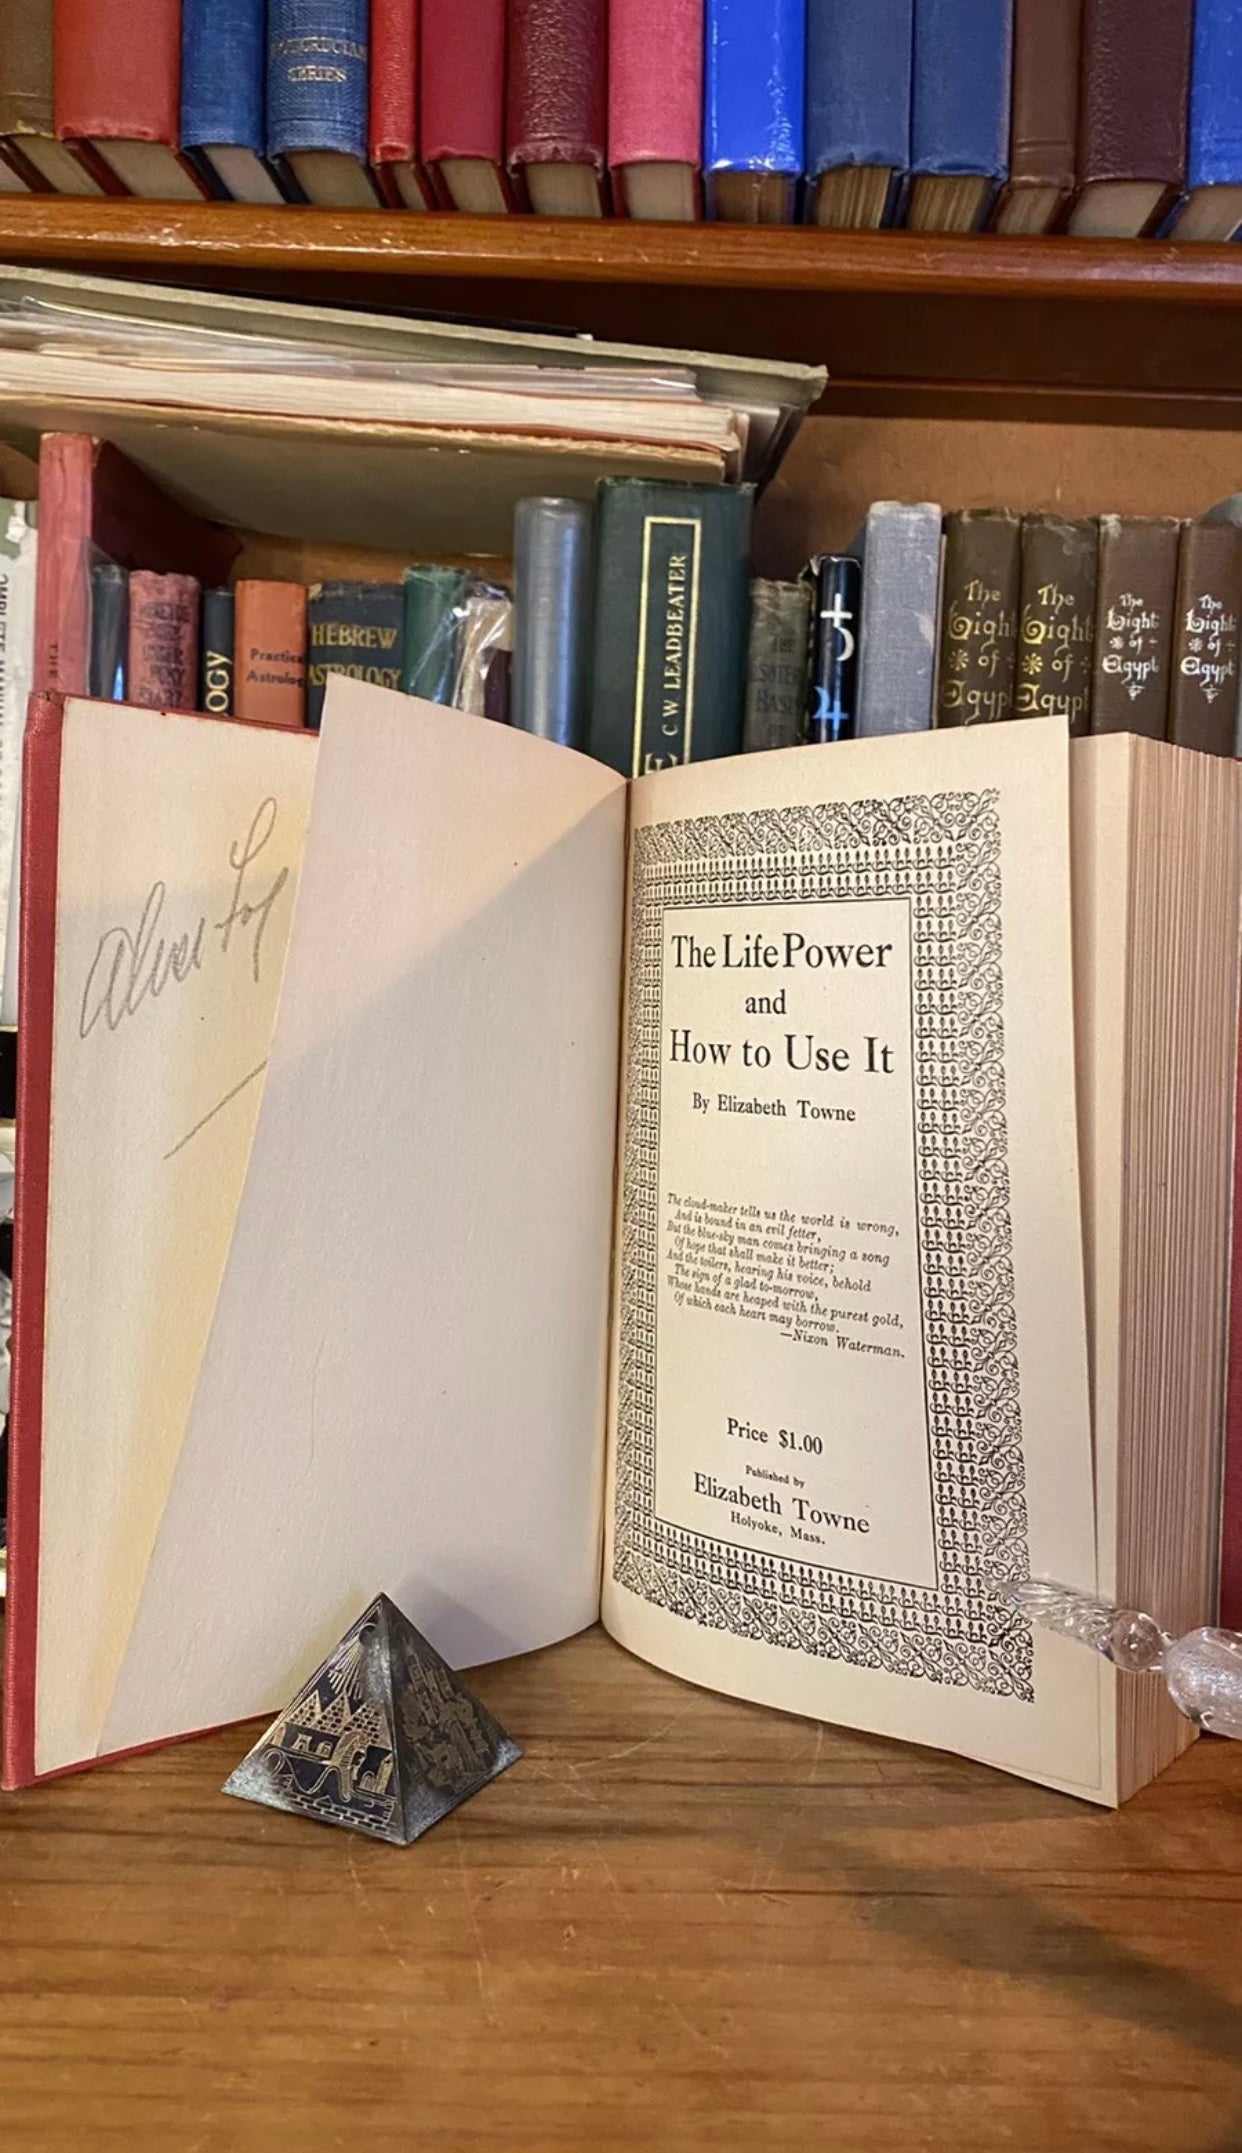 ROSICRUCIAN
SERIES
HEBREW
ASTROLOGY
Practical
Astrology
OGY
THE
C W LEADBEATER
The
Light
of
Egypt
The
Light
of
Egypt
The
Light
of
Egypt
The
Light
of
Egypt
The Life Power
and
How to Use It
By Elizabeth Towne
The cloud-maker tells us the world is wrong,
And is bound in an evil fetter,
But the blue-sky man comes bringing a song
Of hope that shall make it better;
And the toilers, hearing his voice, behold
The sign of a glad to-morrow,
Whose hands are heaped with the purest gold,
Of which each heart may borrow.
—Nixon Waterman.
Price $1.00
Published by
Elizabeth Towne
Holyoke, Mass.